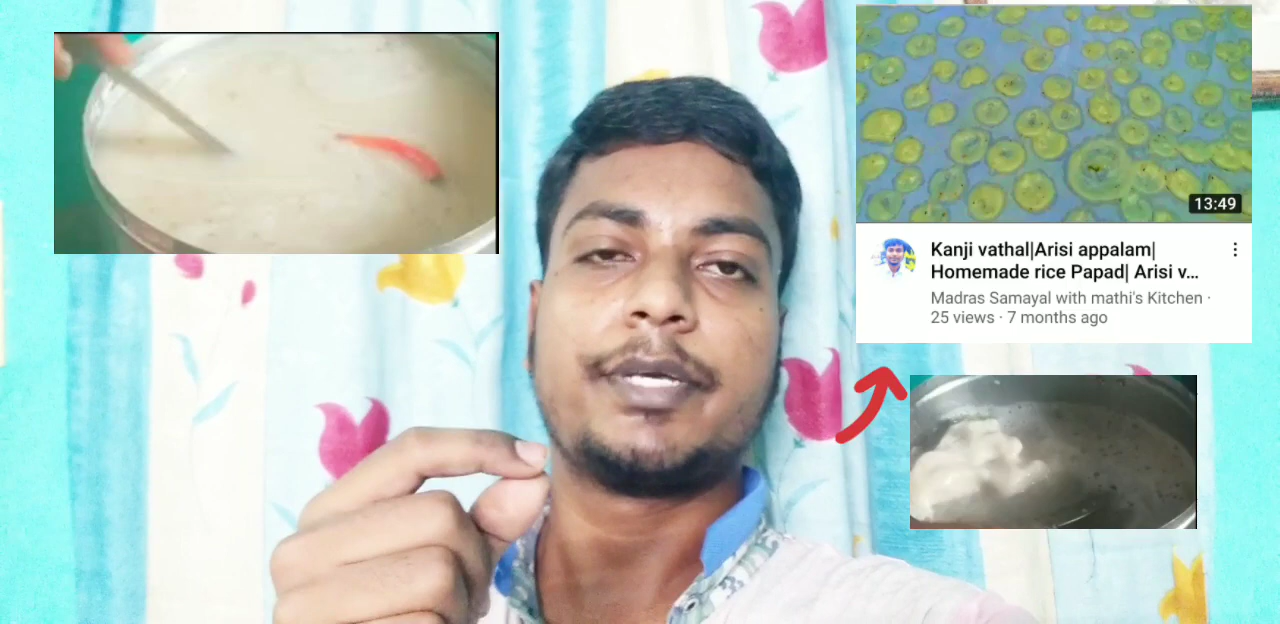 13:49
Kanji vathal|Arisi appalam|
Homemade rice Papad| Arisi v...
Madras Samayal with mathi's Kitchen ·
25 views · 7 months ago